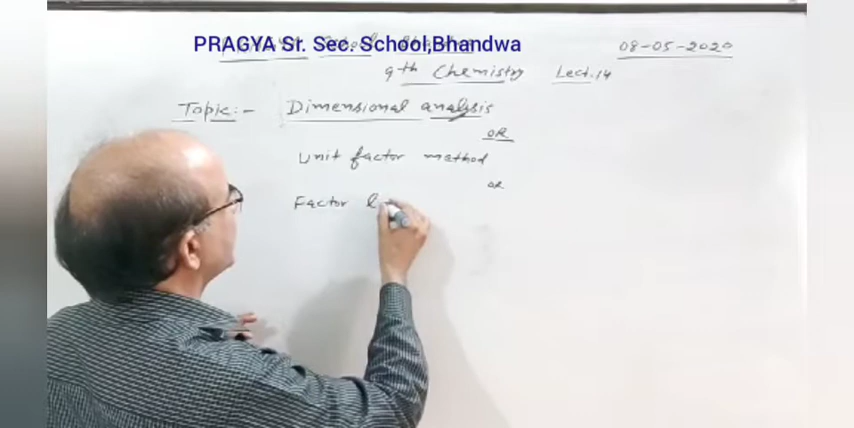 PRAGYA Sr. Sec. School,Bhandwa
08-05-2020
9th Chemistry Lect.14
Topic:- Dimensional analysis
OR
Unit factor method
OR
Factor l